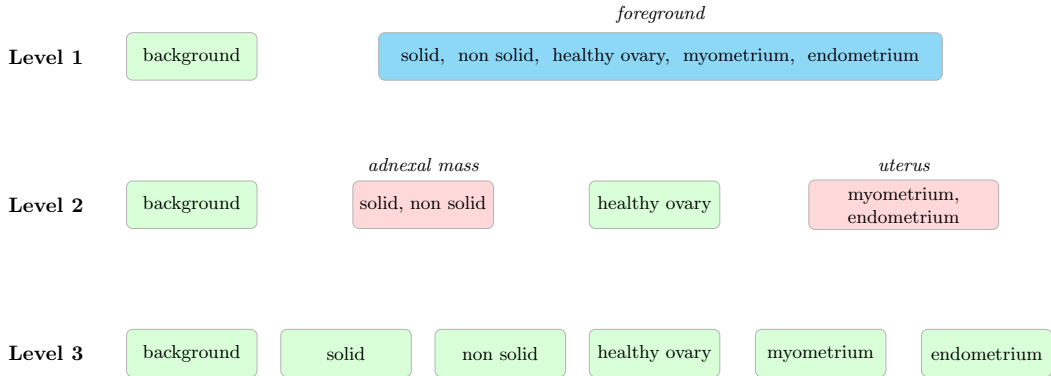 foreground
Level 1 background solid, non solid, healthy ovary, myometrium, endometrium
adnexal mass uterus
Level 2 background solid, non solid healthy ovary myometrium,
endometrium
Level 3 background solid non solid healthy ovary myometrium endometrium